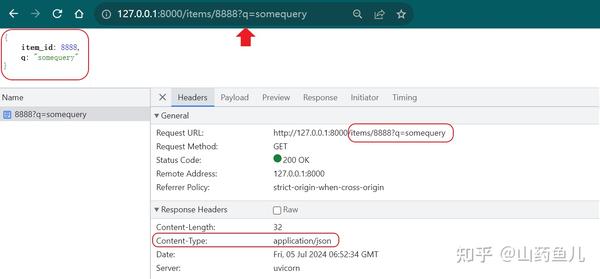 127.0.0.1:8000/items/8888?q=somequery
{
item_id: 8888,
q: "somequery"
}
Name
Headers Payload Preview Response Initiator Timing
8888?q=somequery
General
Request URL: http://127.0.0.1:8000/items/8888?q=somequery
Request Method: GET
Status Code: 200 OK
Remote Address: 127.0.0.1:8000
Referrer Policy: strict-origin-when-cross-origin
Response Headers Raw
Content-Length: 32
Content-Type: application/json
Date: Fri, 05 Jul 2024 06:52:34 GMT
Server: uvicorn
知乎 @山药鱼儿